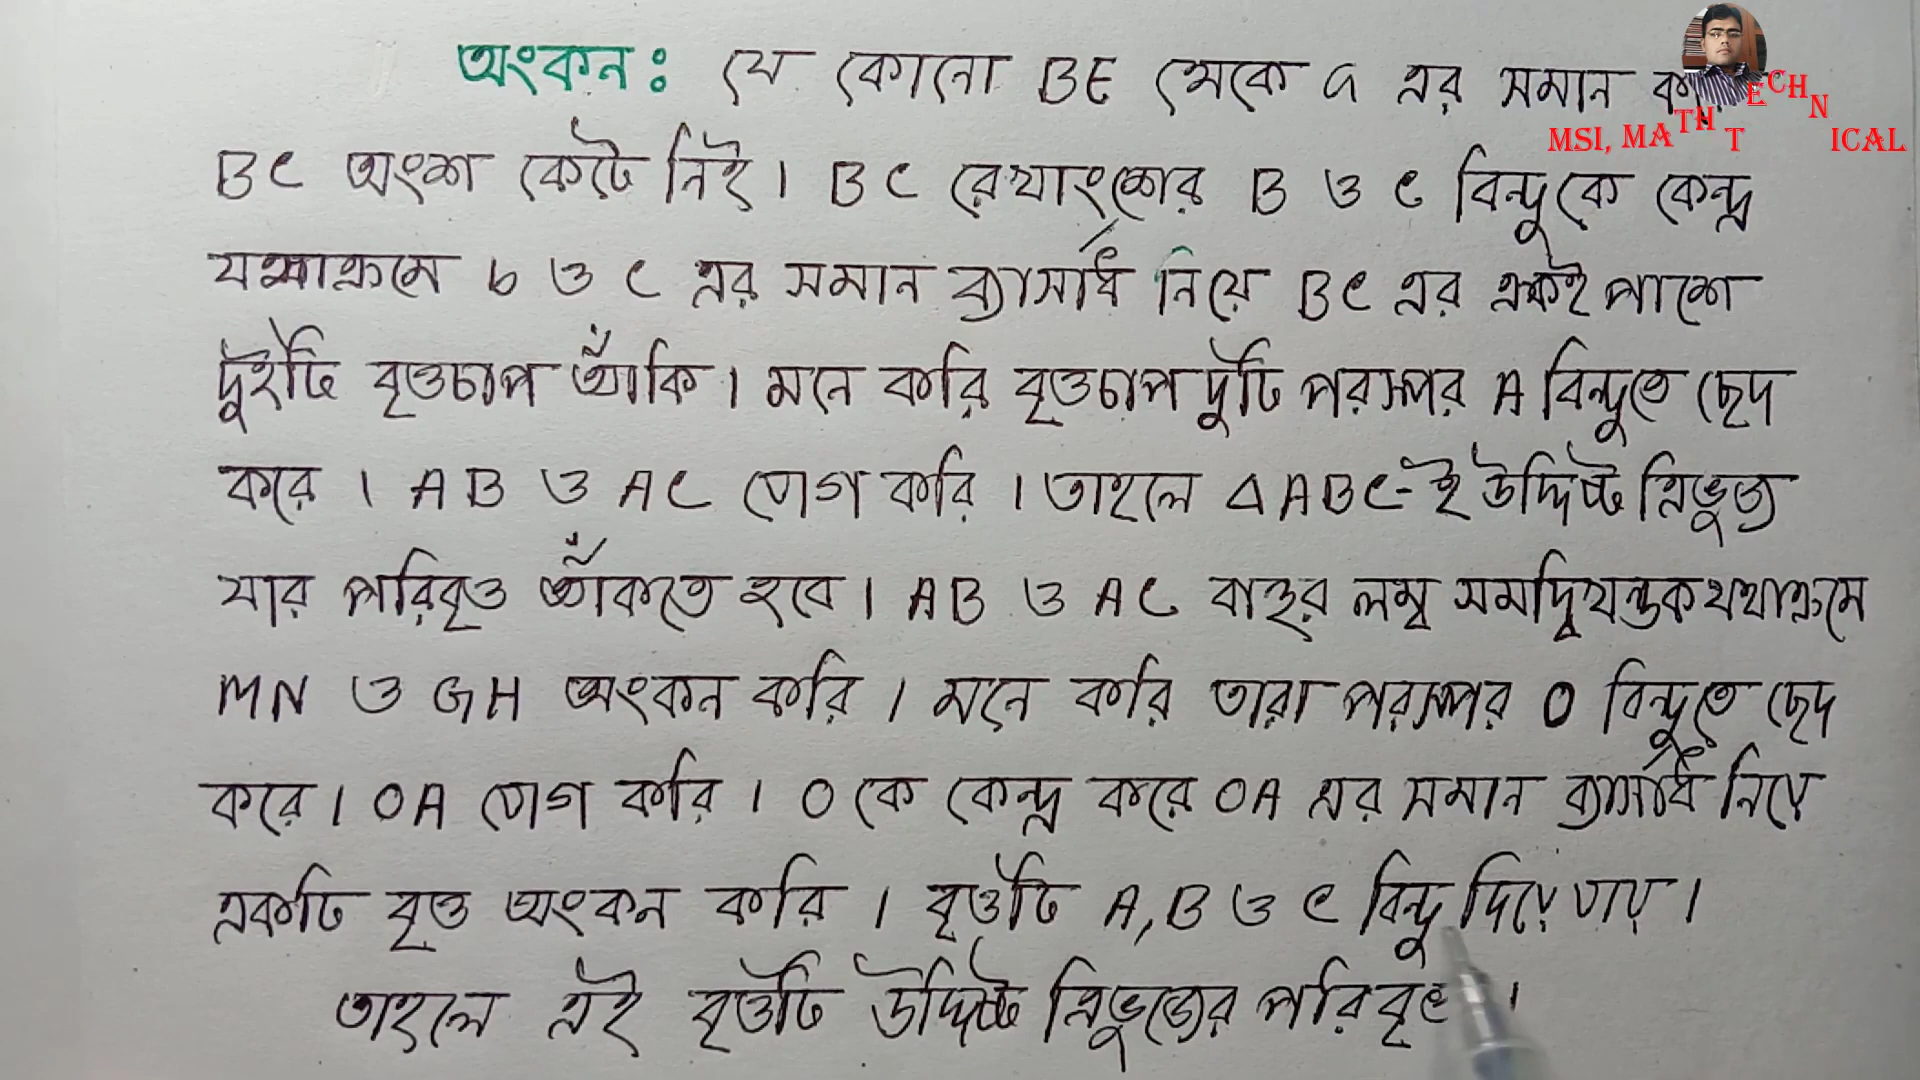 অংকন: যে কোনো BE থেকে a এর সমান করে
BC অংশ কেটে নিই। BC রেখাংশের B ও C বিন্দুকে কেন্দ্র
যথাক্রমে b ও c এর সমান ব্যাসার্ধ নিয়ে BC এর একই পাশে
দুইটি বৃত্তচাপ আঁকি। মনে করি বৃত্তচাপ দুটি পরস্পর A বিন্দুতে ছেদ
করে। AB ও AC যোগ করি। তাহলে ΔABC-ই উদ্দিষ্ট ত্রিভুজ
যার পরিবৃত্ত আঁকতে হবে। AB ও AC বাহুর লম্ব সমদ্বিখন্ডক যথাক্রমে
MN ও GH অংকন করি। মনে করি তারা পরস্পর O বিন্দুতে ছেদ
করে। OA যোগ করি। O কে কেন্দ্র করে OA এর সমান ব্যাসার্ধ নিয়ে
একটি বৃত্ত অংকন করি। বৃত্তটি A, B ও C বিন্দু দিয়ে যায়।
তাহলে এই বৃত্তটি উদ্দিষ্ট ত্রিভুজের পরিবৃত্ত।
MSI, MATH TECHNICAL